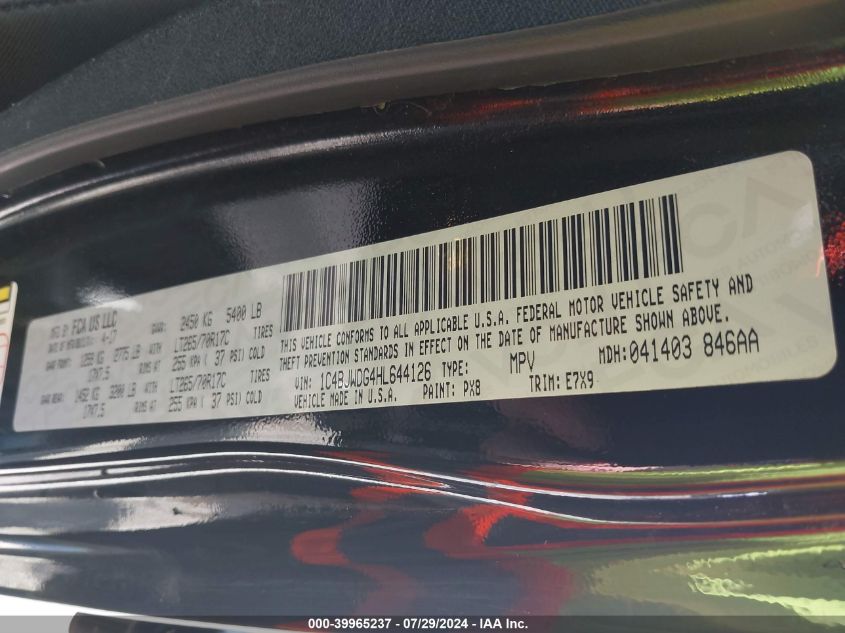 MFD BY FCA US LLC
DATE OF MFR 4-17 GVWR: 2450 KG 5400 LB
GAWR FRONT: 1259 KG 2775 LB WITH LT265/70R17C TIRES
17X7.5 RIMS AT 255 KPA ( 37 PSI) COLD
GAWR REAR: 1452 KG 3200 LB WITH LT265/70R17C TIRES
17X7.5 RIMS AT 255 KPA ( 37 PSI) COLD
THIS VEHICLE CONFORMS TO ALL APPLICABLE U.S.A. FEDERAL MOTOR VEHICLE SAFETY AND
THEFT PREVENTION STANDARDS IN EFFECT ON THE DATE OF MANUFACTURE SHOWN ABOVE.
VIN: 1C4BJWDG4HL644126 TYPE: MPV MDH:041403 846AA
VEHICLE MADE IN U.S.A. PAINT: PX8 TRIM: E7X9
000-39965237 - 07/29/2024 - IAA Inc.